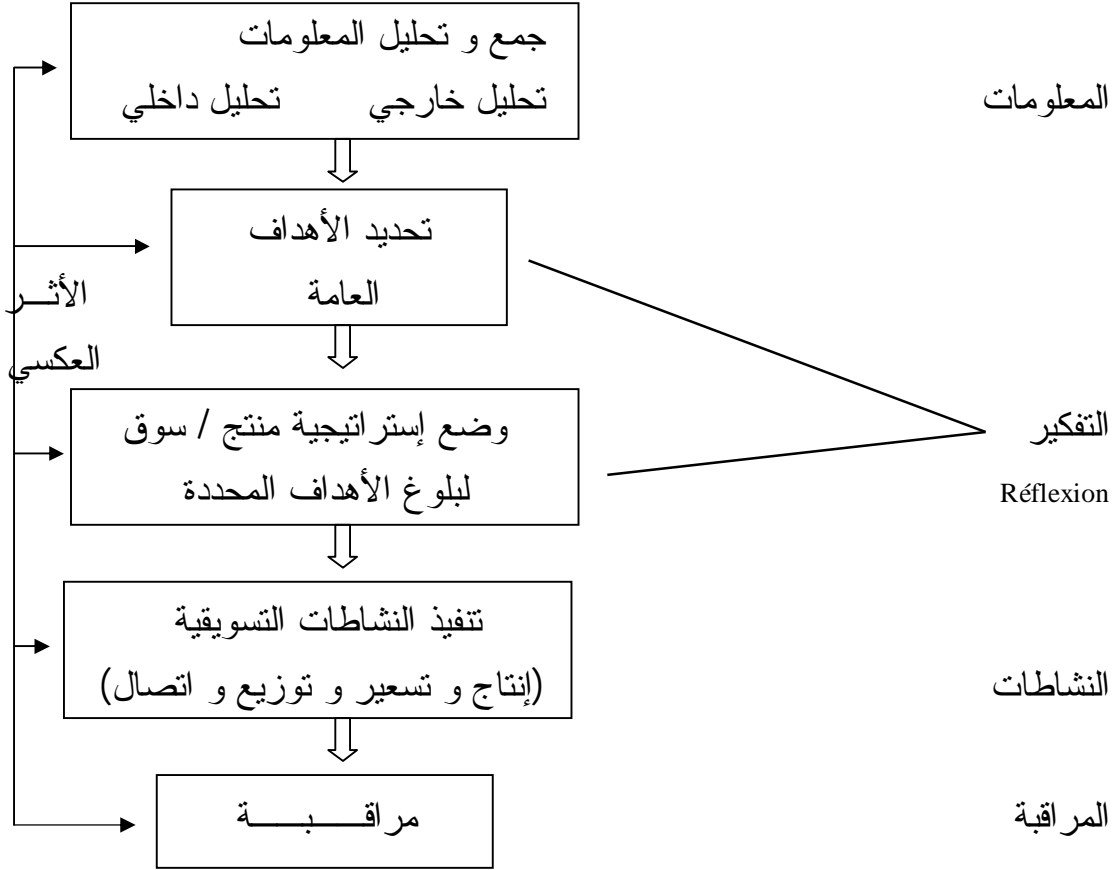 جمع و تحليل المعلومات
تحليل خارجي تحليل داخلي
المعلومات
تحديد الأهداف
العامة
الأثــر
العكسي
وضع إستراتيجية منتج / سوق
لبلوغ الأهداف المحددة
التفكير
Réflexion
تنفيذ النشاطات التسويقية
(إنتاج و تسعير و توزيع و اتصال)
النشاطات
مراقـــبـــة
المراقبة